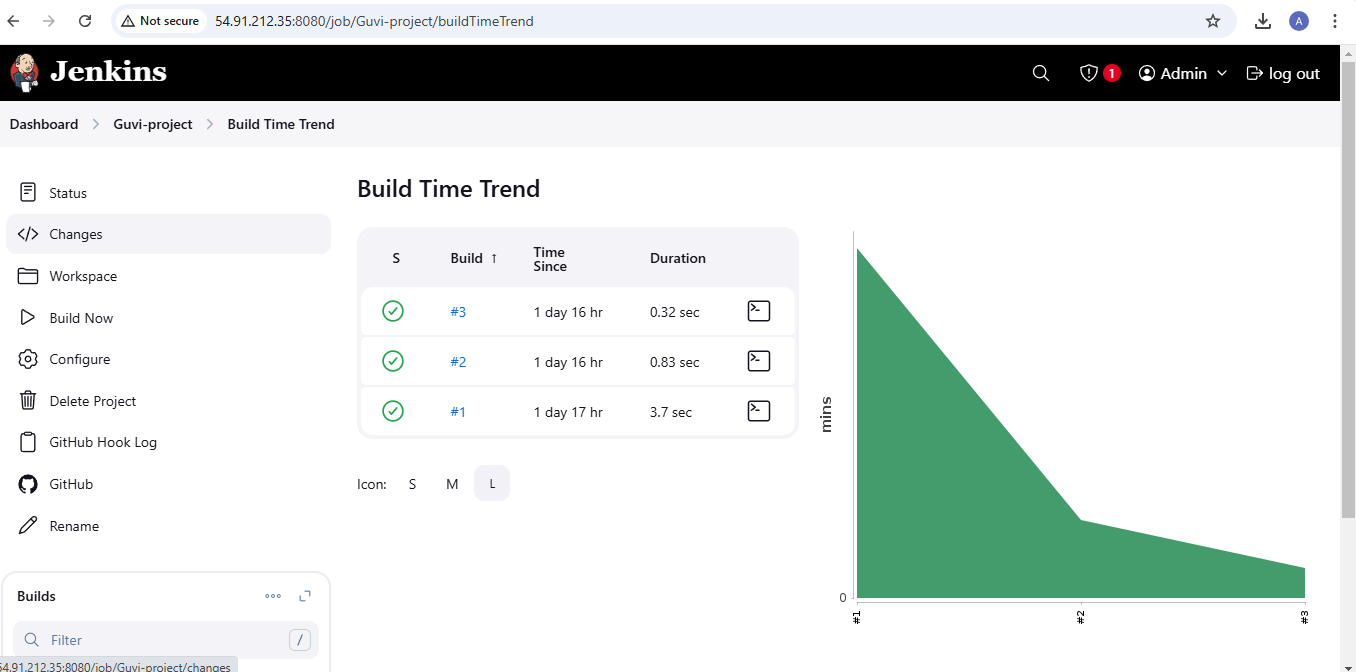 Not secure 54.91.212.35:8080/job/Guvi-project/buildTimeTrend A
Jenkins 1 Admin log out
Dashboard Guvi-project Build Time Trend
Status
Changes
Workspace
Build Now
Configure
Delete Project
GitHub Hook Log
GitHub
Rename
Builds
Filter /
54.91.212.35:8080/job/Guvi-project/changes
Build Time Trend
S Build ↑ Time Since Duration
#3 1 day 16 hr 0.32 sec
#2 1 day 16 hr 0.83 sec
#1 1 day 17 hr 3.7 sec
Icon: S M L
mins
0
#1 #2 #3